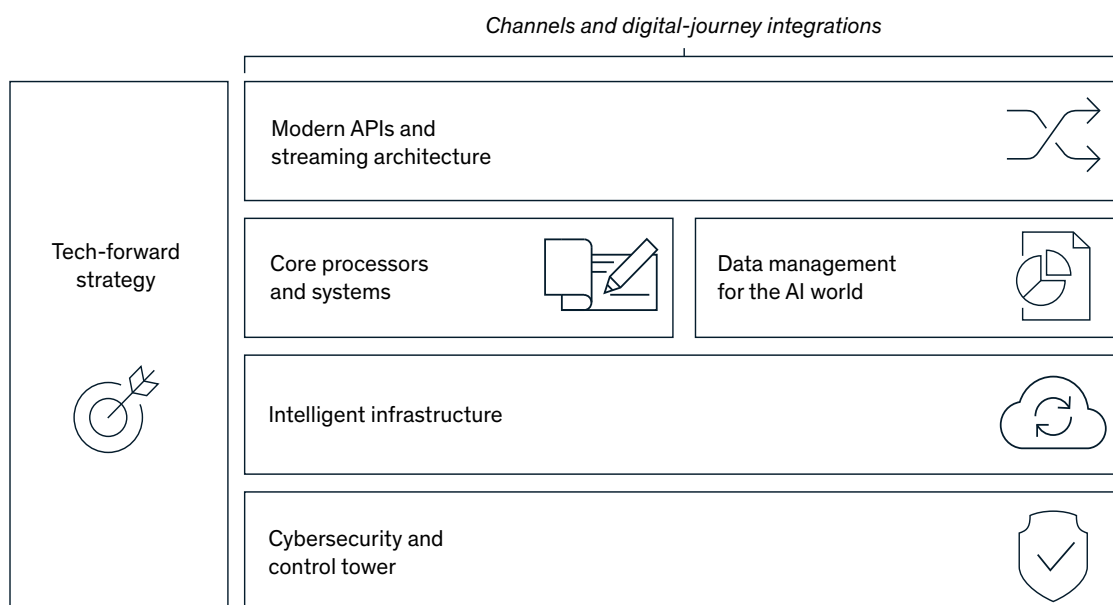 Channels and digital-journey integrations
Modern APIs and
streaming architecture
Tech-forward
strategy
Core processors
and systems
Data management
for the AI world
Intelligent infrastructure
Cybersecurity and
control tower